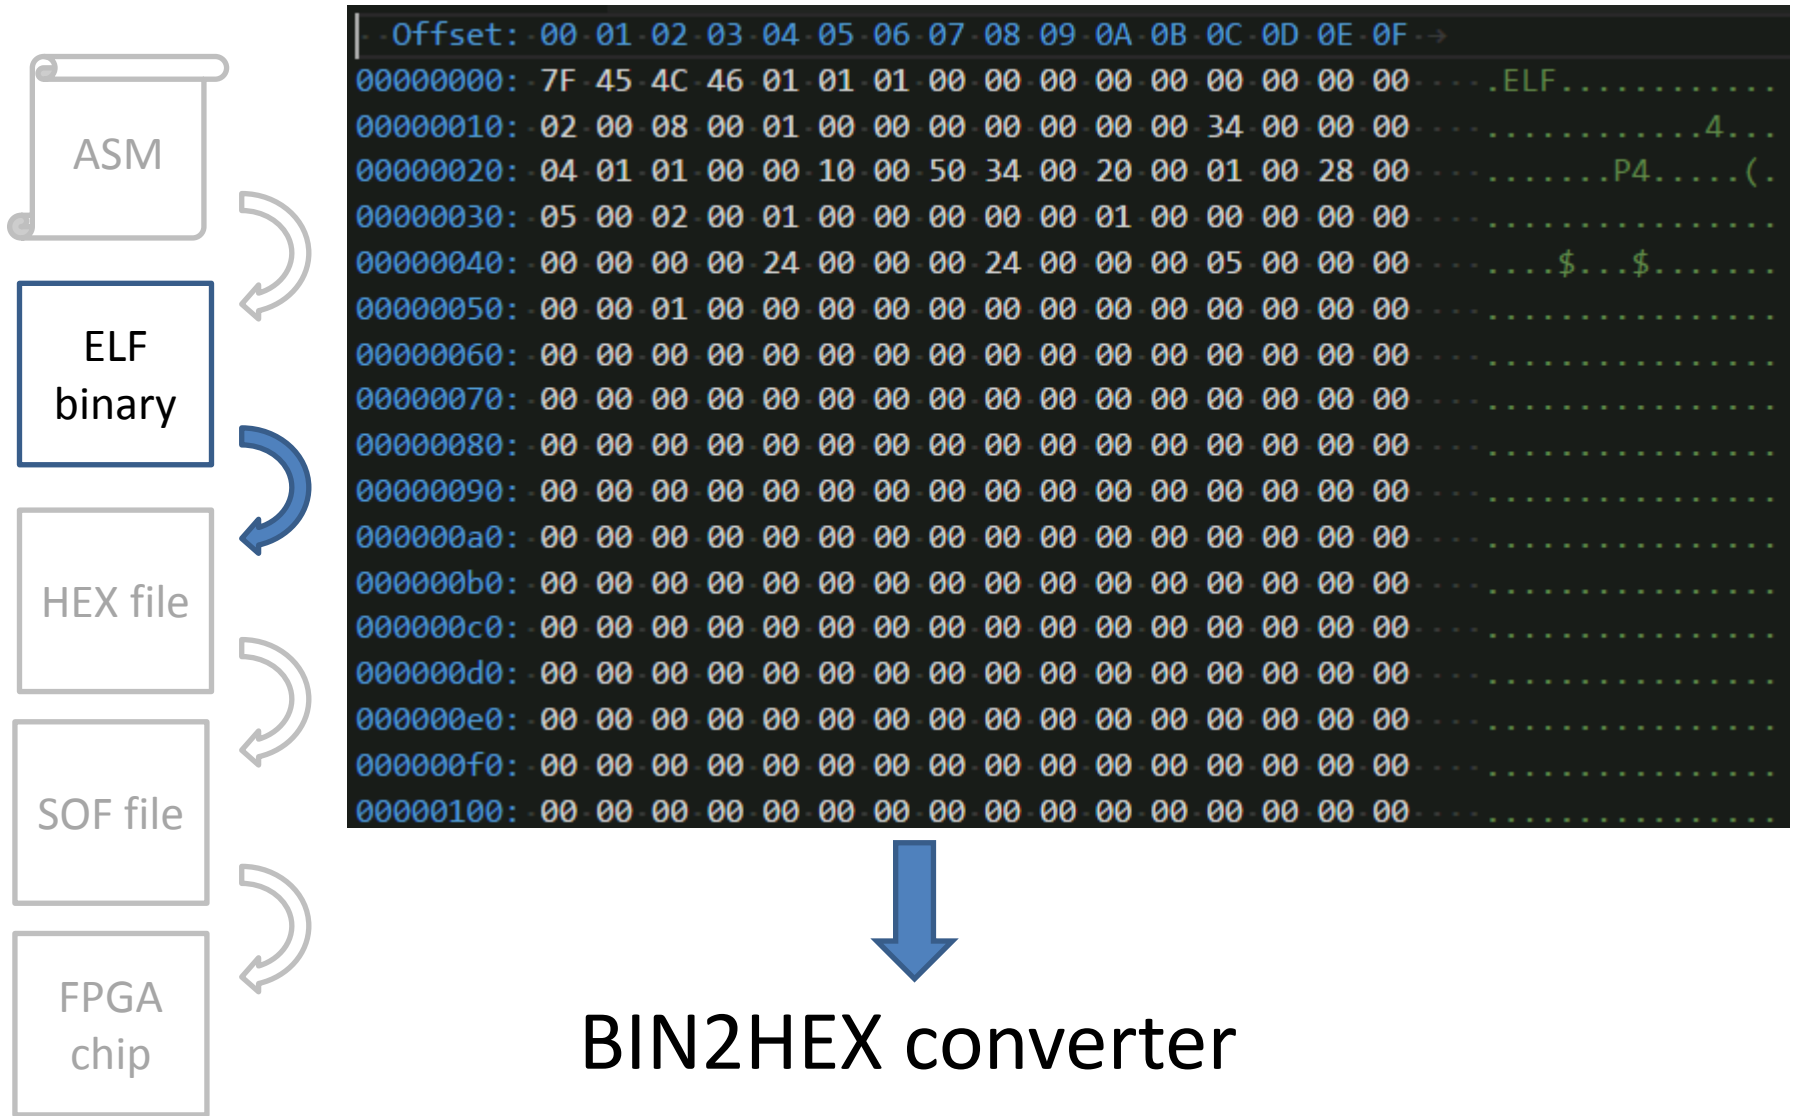 ASM
ELF
binary
HEX file
SOF file
FPGA
chip
Offset: 00 01 02 03 04 05 06 07 08 09 0A 0B 0C 0D 0E 0F
00000000: 7F 45 4C 46 01 01 01 00 00 00 00 00 00 00 00 00 .ELF............
00000010: 02 00 08 00 01 00 00 00 00 00 00 00 34 00 00 00 ............4...
00000020: 04 01 01 00 00 10 00 50 34 00 20 00 01 00 28 00 .......P4.....(.
00000030: 05 00 02 00 01 00 00 00 00 00 01 00 00 00 00 00 ................
00000040: 00 00 00 00 24 00 00 00 24 00 00 00 05 00 00 00 ....$...$.......
00000050: 00 00 01 00 00 00 00 00 00 00 00 00 00 00 00 00 ................
00000060: 00 00 00 00 00 00 00 00 00 00 00 00 00 00 00 00 ................
00000070: 00 00 00 00 00 00 00 00 00 00 00 00 00 00 00 00 ................
00000080: 00 00 00 00 00 00 00 00 00 00 00 00 00 00 00 00 ................
00000090: 00 00 00 00 00 00 00 00 00 00 00 00 00 00 00 00 ................
000000a0: 00 00 00 00 00 00 00 00 00 00 00 00 00 00 00 00 ................
000000b0: 00 00 00 00 00 00 00 00 00 00 00 00 00 00 00 00 ................
000000c0: 00 00 00 00 00 00 00 00 00 00 00 00 00 00 00 00 ................
000000d0: 00 00 00 00 00 00 00 00 00 00 00 00 00 00 00 00 ................
000000e0: 00 00 00 00 00 00 00 00 00 00 00 00 00 00 00 00 ................
000000f0: 00 00 00 00 00 00 00 00 00 00 00 00 00 00 00 00 ................
00000100: 00 00 00 00 00 00 00 00 00 00 00 00 00 00 00 00 ................
BIN2HEX converter